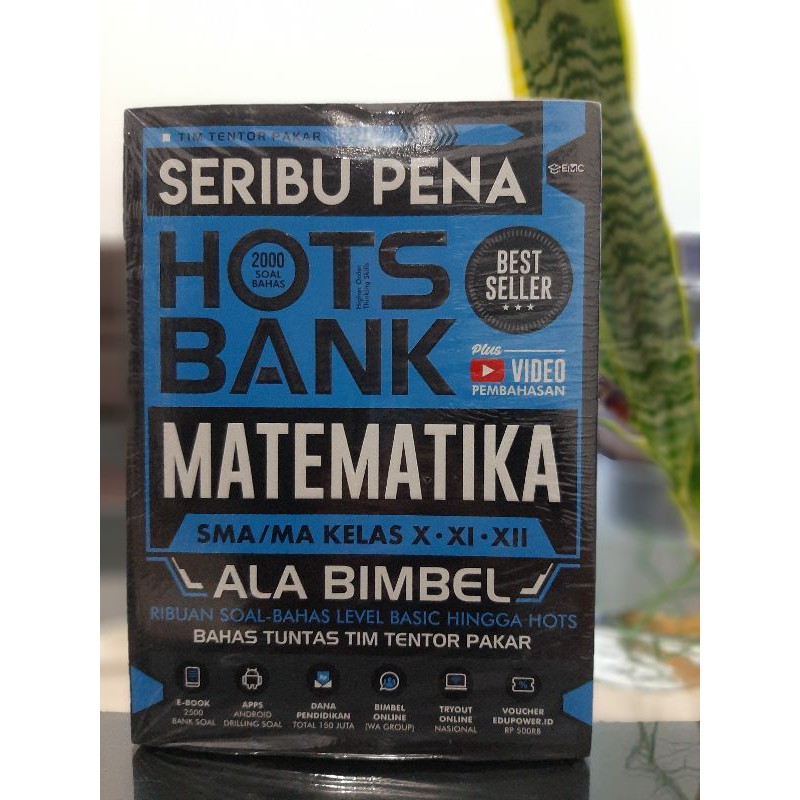 TIM TENTOR PAKAR
SERIBU PENA
EMC
HOTS
2000
SOAL
BAHAS
Higher Order
Thinking Skills
BANK
BEST
SELLER
Plus
VIDEO
PEMBAHASAN
MATEMATIKA
SMA/MA KELAS X•XI•XII
ALA BIMBEL
RIBUAN SOAL-BAHAS LEVEL BASIC HINGGA HOTS
BAHAS TUNTAS TIM TENTOR PAKAR
E-BOOK
2500
BANK SOAL
APPS
ANDROID
DRILLING SOAL
Rp
DANA
PENDIDIKAN
TOTAL 150 JUTA
BIMBEL
ONLINE
(WA GROUP)
TRYOUT
ONLINE
NASIONAL
%
VOUCHER
EDUPOWER.ID
RP 500RB